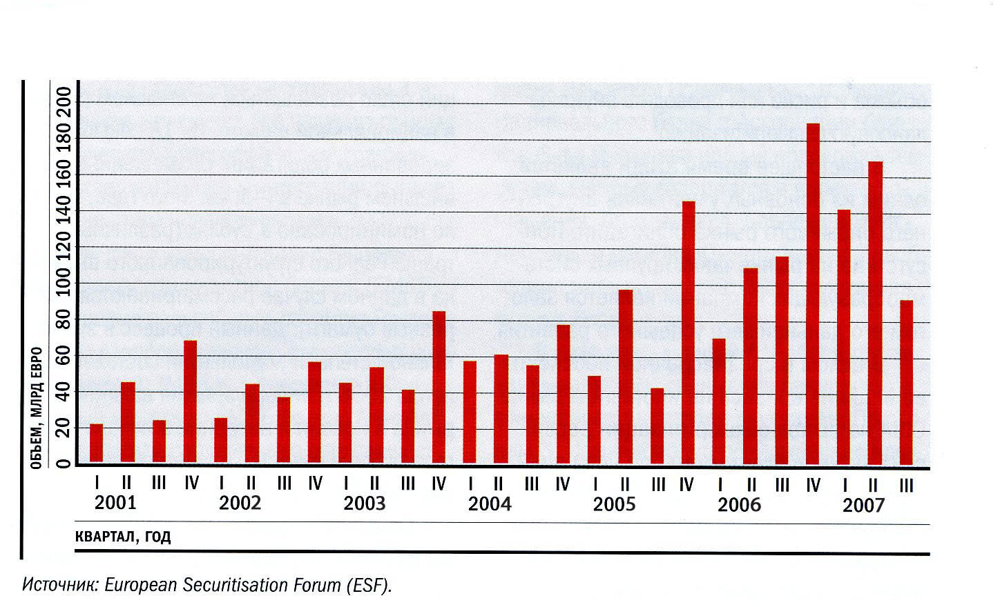 ОБЪЕМ, МЛРД ЕВРО
200
180
160
140
120
100
80
60
40
20
0
I II III IV I II III IV I II III IV I II III IV I II III IV I II III IV I II III
2001 2002 2003 2004 2005 2006 2007
КВАРТАЛ, ГОД
Источник: European Securitisation Forum (ESF).